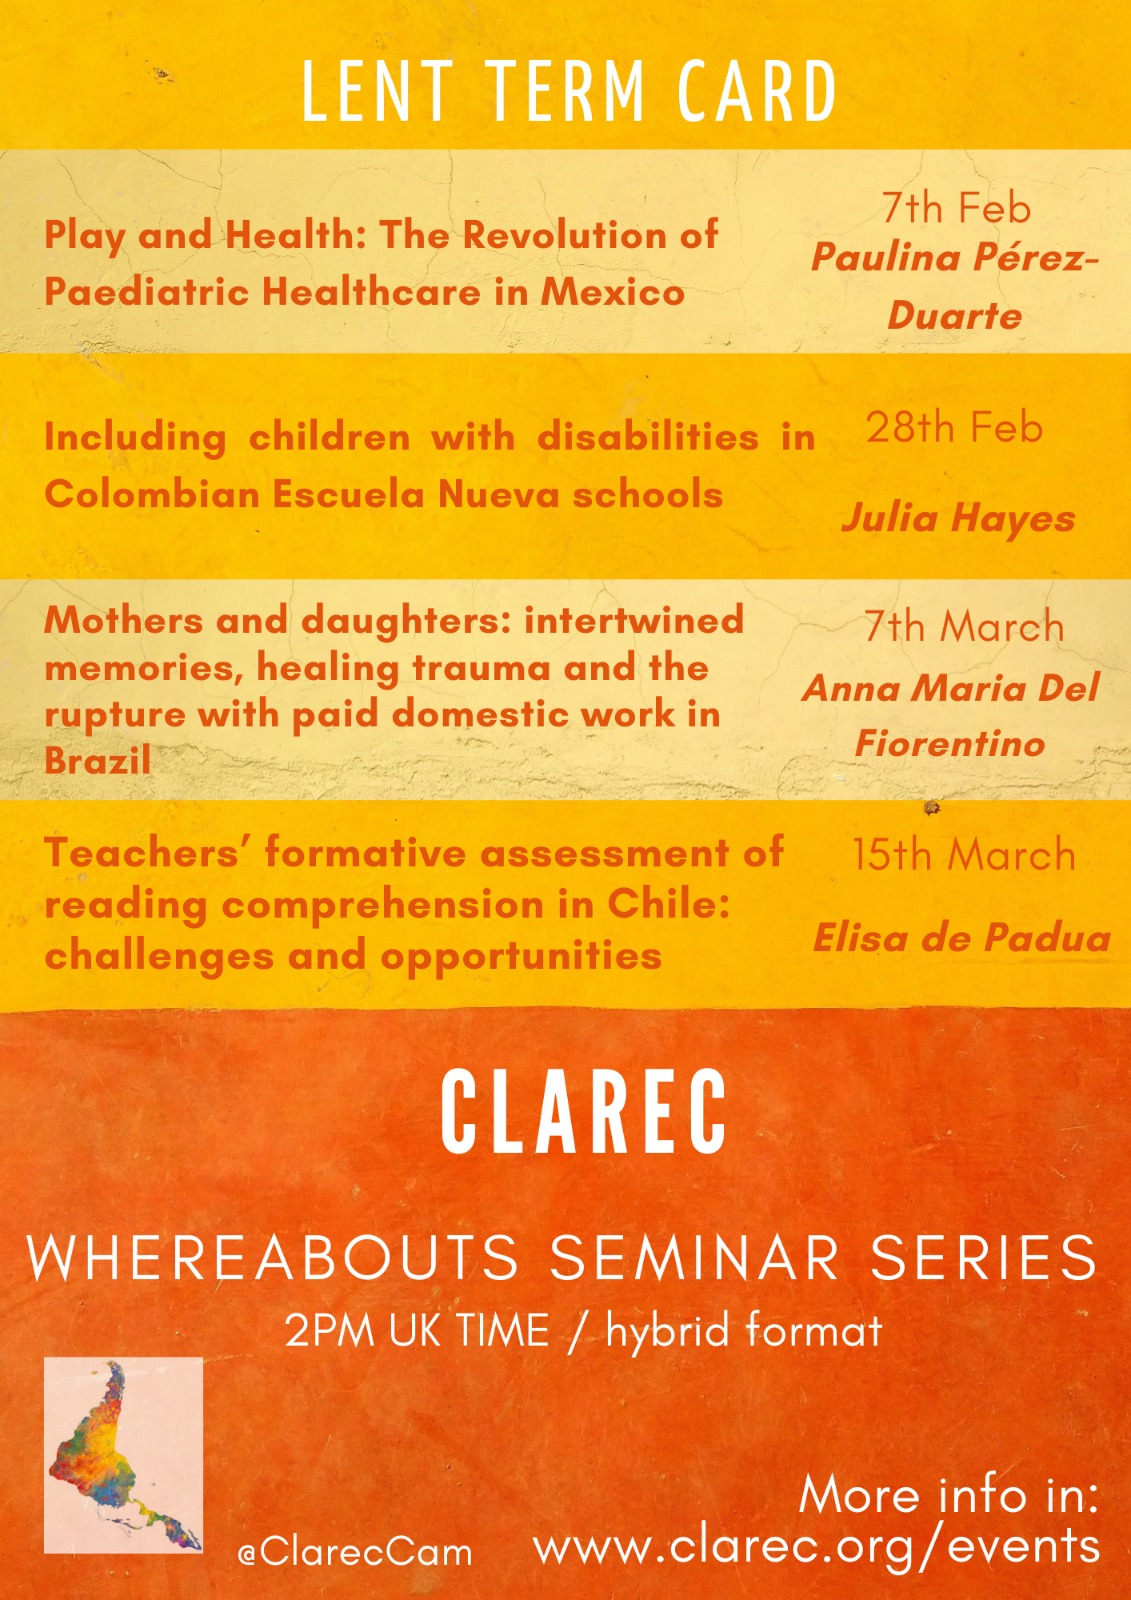 LENT TERM CARD
Play and Health: The Revolution of
Paediatric Healthcare in Mexico
7th Feb
Paulina Pérez-
Duarte
Including children with disabilities in
Colombian Escuela Nueva schools
28th Feb
Julia Hayes
Mothers and daughters: intertwined
memories, healing trauma and the
rupture with paid domestic work in
Brazil
7th March
Anna Maria Del
Fiorentino
Teachers’ formative assessment of
reading comprehension in Chile:
challenges and opportunities
15th March
Elisa de Padua
CLAREC
WHEREABOUTS SEMINAR SERIES
2PM UK TIME / hybrid format
@ClarecCam
More info in:
www.clarec.org/events